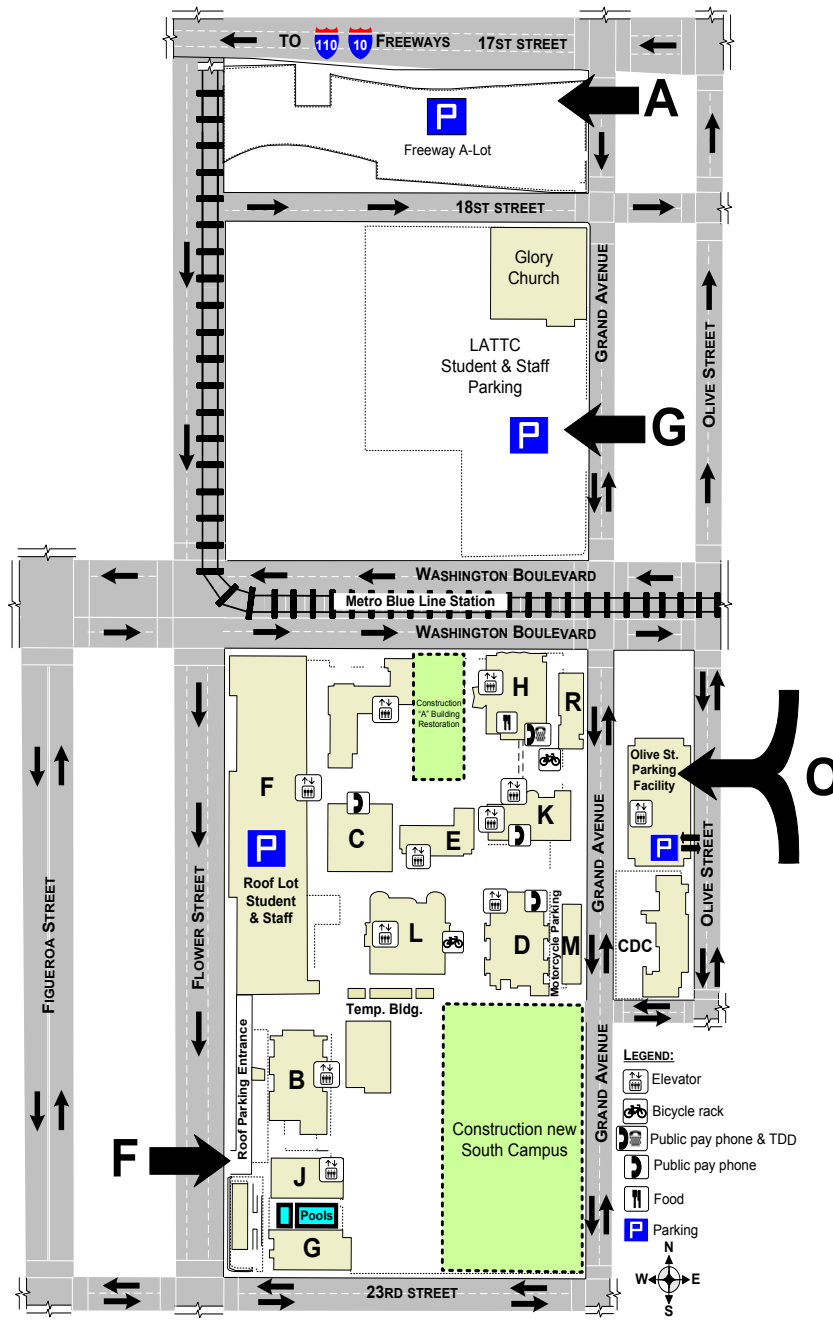 TO 110 10 FREEWAYS 17ST STREET
A
P
Freeway A-Lot
18ST STREET
Glory
Church
GRAND AVENUE
OLIVE STREET
LATTC
Student & Staff
Parking
P
G
WASHINGTON BOULEVARD
Metro Blue Line Station
WASHINGTON BOULEVARD
Construction
"A" Building
Restoration
H
R
F
P
Roof Lot
Student
& Staff
C
E
K
Olive St.
Parking
Facility
P
O
FIGUEROA STREET
FLOWER STREET
GRAND AVENUE
OLIVE STREET
L
D
Motorcycle Parking
M
CDC
Temp. Bldg.
Roof Parking Entrance
B
Construction new
South Campus
GRAND AVENUE
F
J
Pools
G
23RD STREET
LEGEND:
Elevator
Bicycle rack
Public pay phone & TDD
Public pay phone
Food
P Parking
N
W E
S